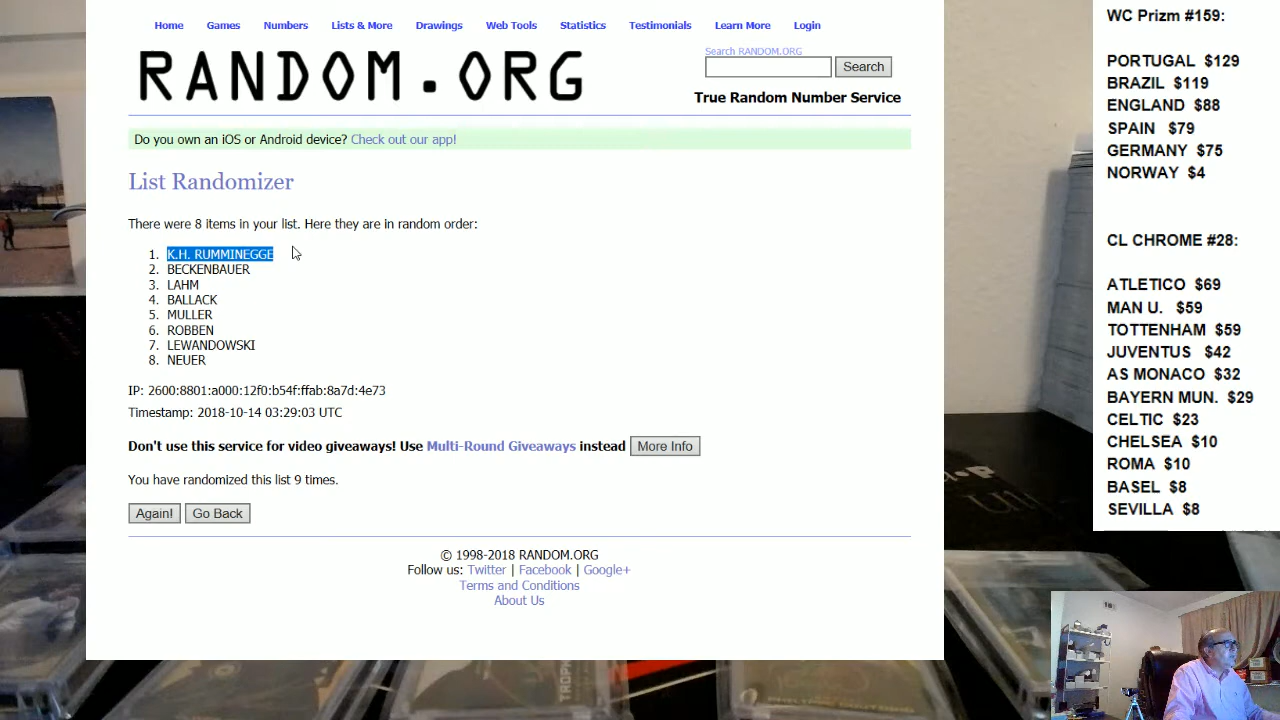 Home Games Numbers Lists & More Drawings Web Tools Statistics Testimonials Learn More Login
RANDOM.ORG
Search RANDOM.ORG
Search
True Random Number Service
Do you own an iOS or Android device? Check out our app!
List Randomizer
There were 8 items in your list. Here they are in random order:
1. K.H. RUMMINEGGE
2. BECKENBAUER
3. LAHM
4. BALLACK
5. MULLER
6. ROBBEN
7. LEWANDOWSKI
8. NEUER
IP: 2600:8801:a000:12f0:b54f:ffab:8a7d:4e73
Timestamp: 2018-10-14 03:29:03 UTC
Don't use this service for video giveaways! Use Multi-Round Giveaways instead More Info
You have randomized this list 9 times.
Again! Go Back
© 1998-2018 RANDOM.ORG
Follow us: Twitter | Facebook | Google+
Terms and Conditions
About Us
WC Prizm #159:
PORTUGAL $129
BRAZIL $119
ENGLAND $88
SPAIN $79
GERMANY $75
NORWAY $4
CL CHROME #28:
ATLETICO $69
MAN U. $59
TOTTENHAM $59
JUVENTUS $42
AS MONACO $32
BAYERN MUN. $29
CELTIC $23
CHELSEA $10
ROMA $10
BASEL $8
SEVILLA $8